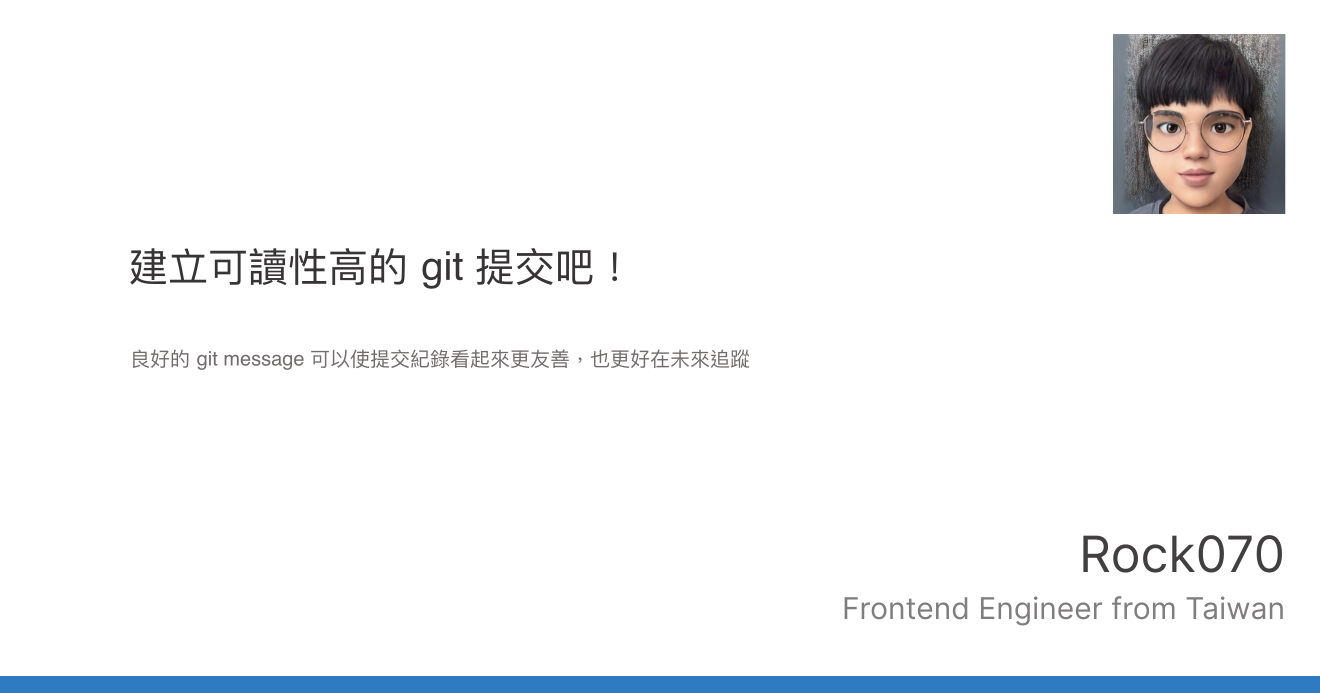 建立可讀性高的 git 提交吧！
良好的 git message 可以使提交紀錄看起來更友善，也更好在未來追蹤
Rock070
Frontend Engineer from Taiwan